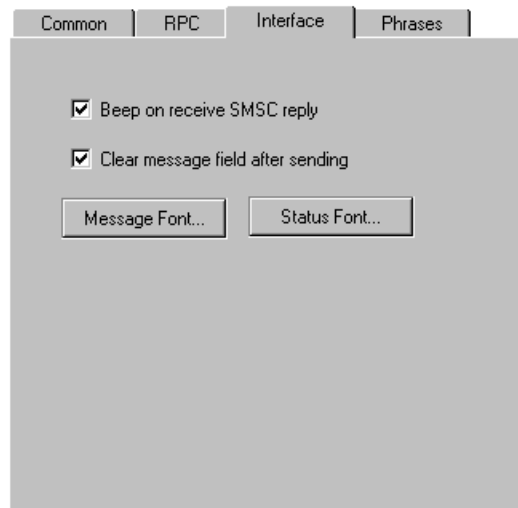 Common RPC Interface Phrases
Beep on receive SMSC reply
Clear message field after sending
Message Font... Status Font...